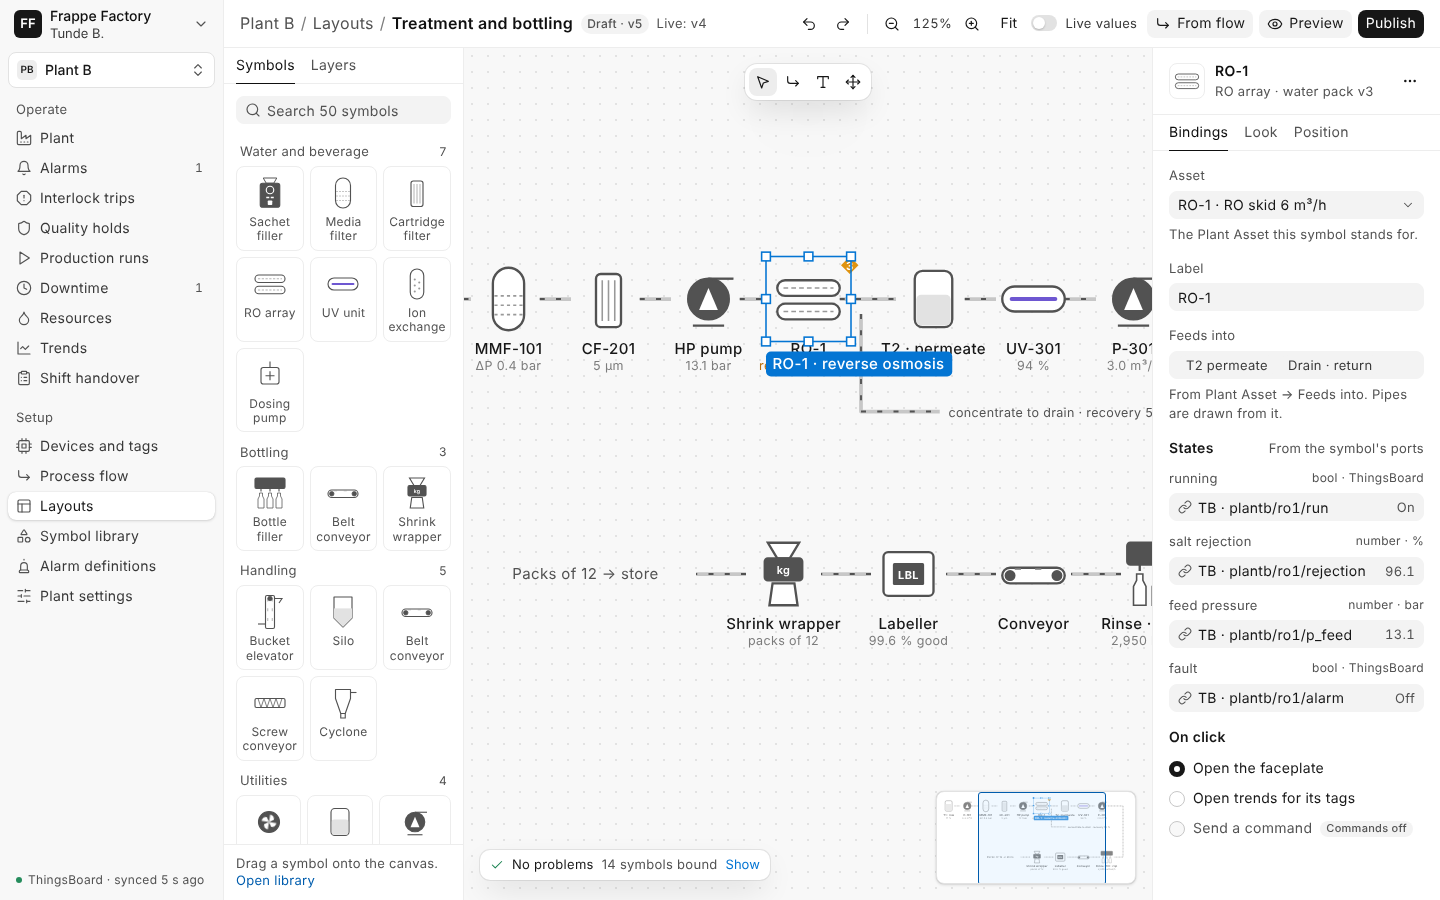 FF
Frappe Factory
Tunde B.
PB
Plant B
Operate
Plant
Alarms 1
Interlock trips
Quality holds
Production runs
Downtime 1
Resources
Trends
Shift handover
Setup
Devices and tags
Process flow
Layouts
Symbol library
Alarm definitions
Plant settings
ThingsBoard · synced 5 s ago
Plant B / Layouts / Treatment and bottling Draft · v5 Live: v4
125% Fit Live values From flow Preview Publish
Symbols Layers
Search 50 symbols
Water and beverage 7
Sachet filler
Media filter
Cartridge filter
RO array
UV unit
Ion exchange
Dosing pump
Bottling 3
Bottle filler
Belt conveyor
kg
Shrink wrapper
Handling 5
Bucket elevator
Silo
Belt conveyor
Screw conveyor
Cyclone
Utilities 4
Drag a symbol onto the canvas.
Open library
MMF-101
ΔP 0.4 bar
CF-201
5 µm
HP pump
13.1 bar
RO-1
RO-1 · reverse osmosis
T2 · permeate
UV-301
94 %
P-301
3.0 m³/
concentrate to drain · recovery 5
Packs of 12 → store
kg
Shrink wrapper
packs of 12
LBL
Labeller
99.6 % good
Conveyor
Rinse ·
2,950
No problems 14 symbols bound Show
RO-1
RO array · water pack v3
Bindings Look Position
Asset
RO-1 · RO skid 6 m³/h
The Plant Asset this symbol stands for.
Label
RO-1
Feeds into
T2 permeate Drain · return
From Plant Asset → Feeds into. Pipes
are drawn from it.
States From the symbol's ports
running bool · ThingsBoard
TB · plantb/ro1/run On
salt rejection number · %
TB · plantb/ro1/rejection 96.1
feed pressure number · bar
TB · plantb/ro1/p_feed 13.1
fault bool · ThingsBoard
TB · plantb/ro1/alarm Off
On click
Open the faceplate
Open trends for its tags
Send a command Commands off